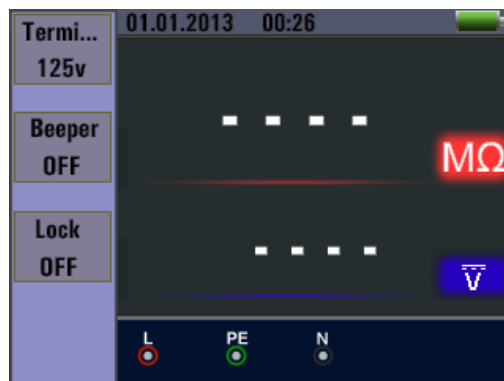 01.01.2013 00:26
Termi...
125v
Beeper
OFF
Lock
OFF
- - - -
MΩ
- - - -
V
L PE N